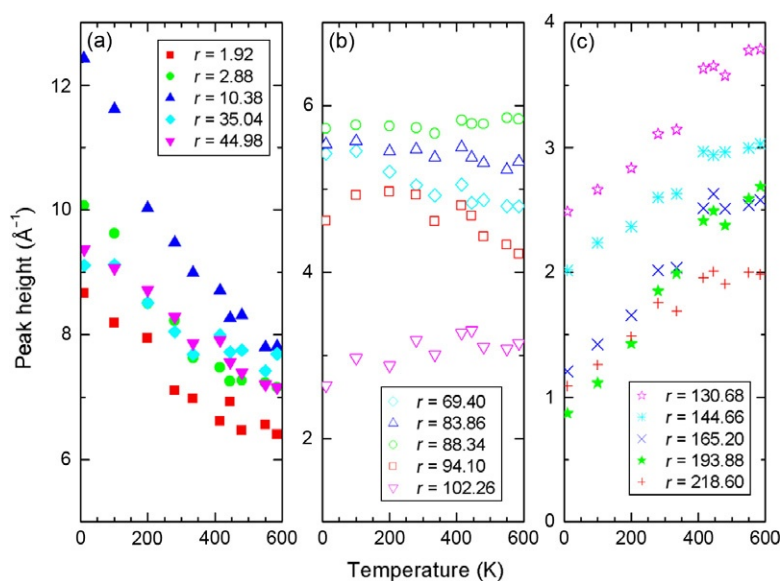 (a)
r = 1.92
r = 2.88
r = 10.38
r = 35.04
r = 44.98
(b)
r = 69.40
r = 83.86
r = 88.34
r = 94.10
r = 102.26
(c)
r = 130.68
r = 144.66
r = 165.20
r = 193.88
r = 218.60
Peak height (Å⁻¹)
12
10
8
6
6
4
2
4
3
2
1
0
0 200 400 600
0 200 400 600
0 200 400 600
Temperature (K)